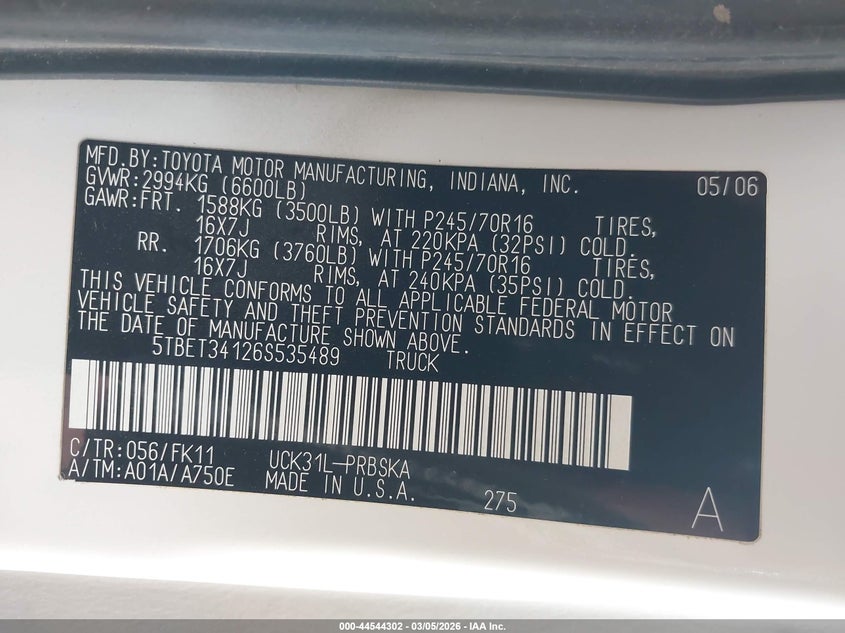 MFD.BY:TOYOTA MOTOR MANUFACTURING, INDIANA, INC. 05/06
GVWR:2994KG (6600LB)
GAWR:FRT. 1588KG (3500LB) WITH P245/70R16 TIRES,
16X7J RIMS, AT 220KPA (32PSI) COLD.
RR. 1706KG (3760LB) WITH P245/70R16 TIRES,
16X7J RIMS, AT 240KPA (35PSI) COLD.
THIS VEHICLE CONFORMS TO ALL APPLICABLE FEDERAL MOTOR
VEHICLE SAFETY AND THEFT PREVENTION STANDARDS IN EFFECT ON
THE DATE OF MANUFACTURE SHOWN ABOVE.
5TBET34126S535489 TRUCK
C/TR:056/FK11 UCK31L-PRBSKA
A/TM:A01A/A750E MADE IN U.S.A. 275 A
000-44544302 - 03/05/2026 - IAA Inc.